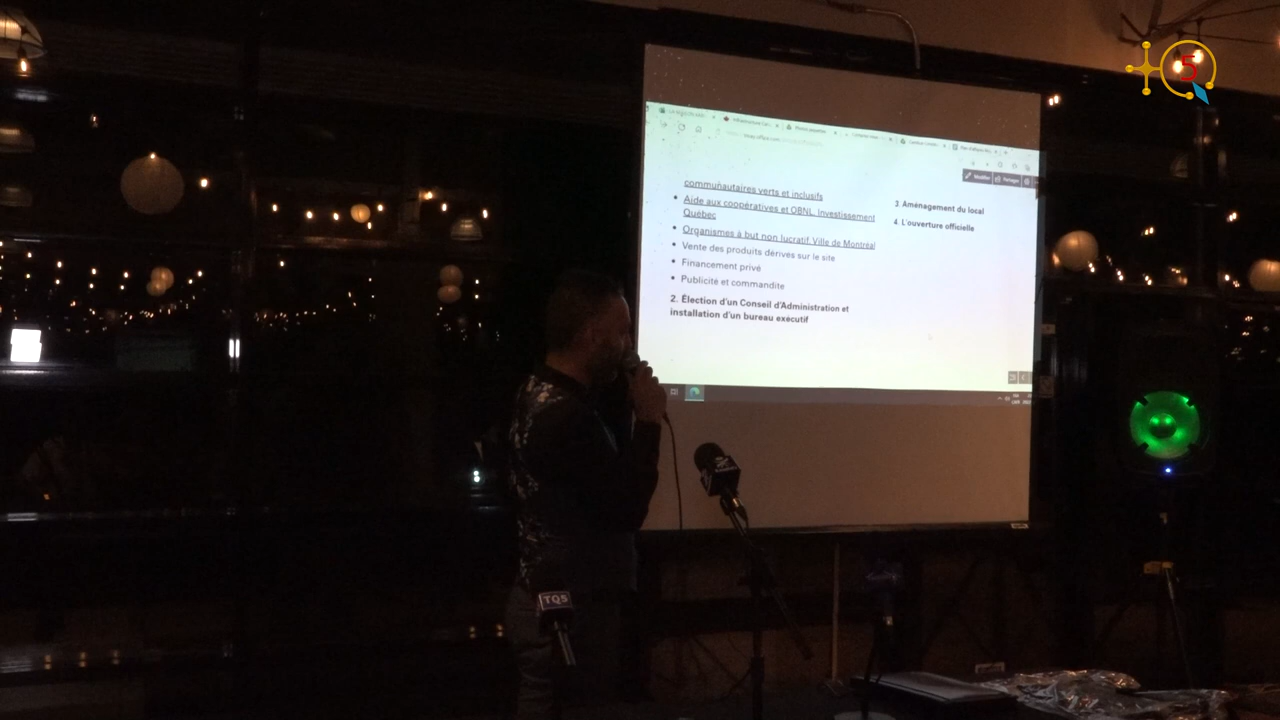 5
Modifier
Partager
communautaires verts et inclusifs
Aide aux coopératives et OBNL, Investissement
Québec
Organismes à but non lucratif, Ville de Montréal
Vente des produits dérivés sur le site
Financement privé
Publicité et commandite
2. Élection d'un Conseil d'Administration et
installation d'un bureau exécutif
3. Aménagement du local
4. L'ouverture officielle
TQ5